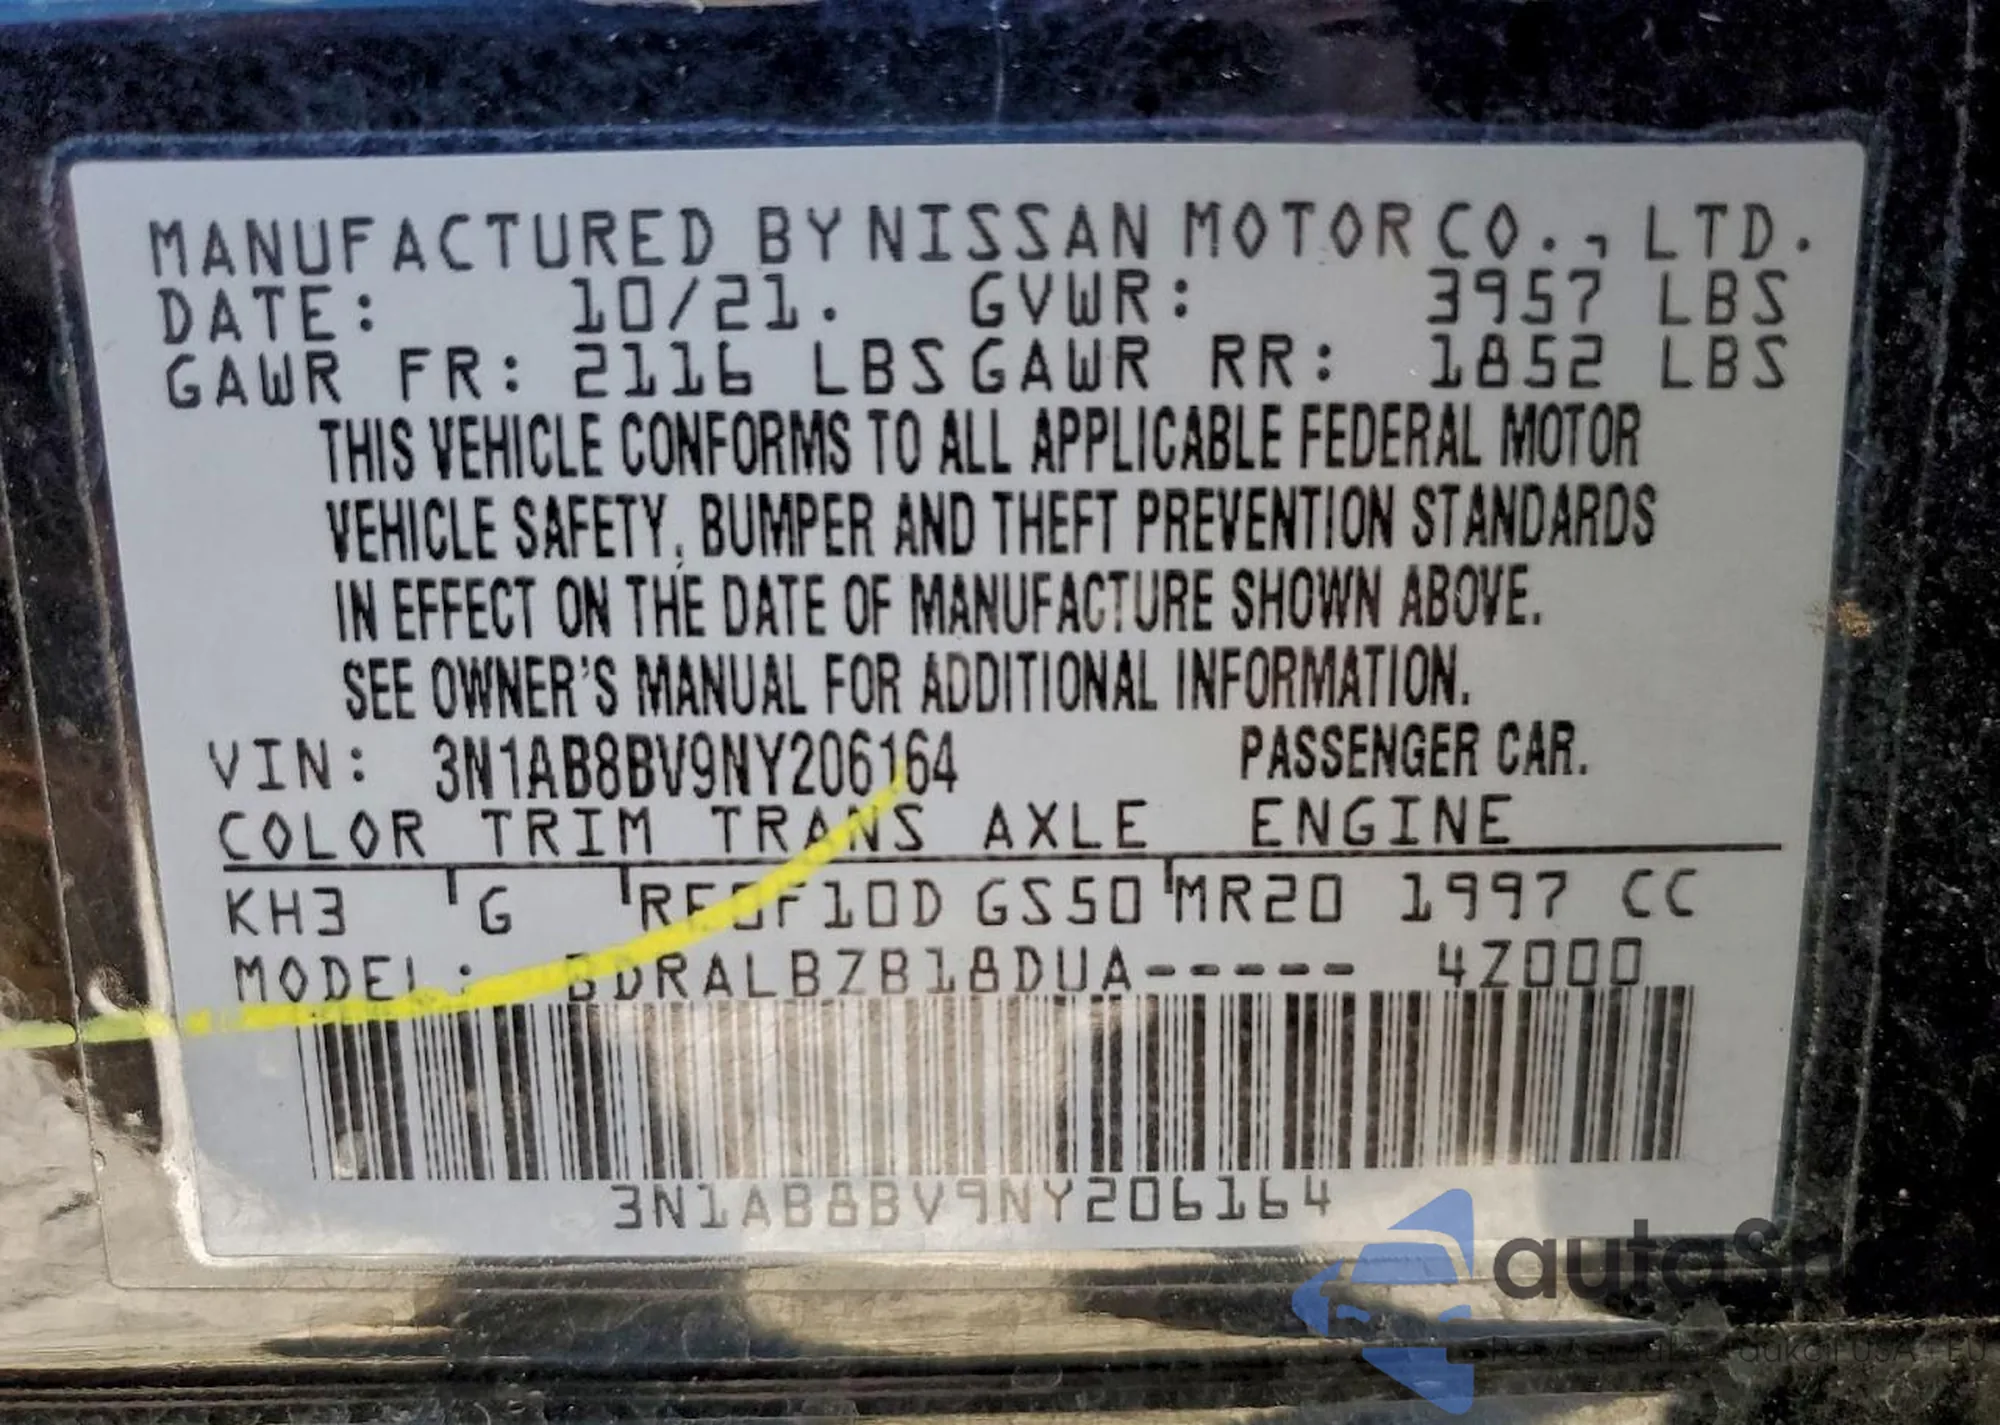 MANUFACTURED BY NISSAN MOTOR CO., LTD.
DATE: 10/21. GVWR: 3957 LBS
GAWR FR: 2116 LBS GAWR RR: 1852 LBS
THIS VEHICLE CONFORMS TO ALL APPLICABLE FEDERAL MOTOR
VEHICLE SAFETY, BUMPER AND THEFT PREVENTION STANDARDS
IN EFFECT ON THE DATE OF MANUFACTURE SHOWN ABOVE.
SEE OWNER'S MANUAL FOR ADDITIONAL INFORMATION.
VIN: 3N1AB8BV9NY206164 PASSENGER CAR.
COLOR TRIM TRANS AXLE ENGINE
KH3 G RE0F10D GS50 MR20 1997 CC
MODEL: BDRALBZB18DUA----- 4Z000
3N1AB8BV9NY206164